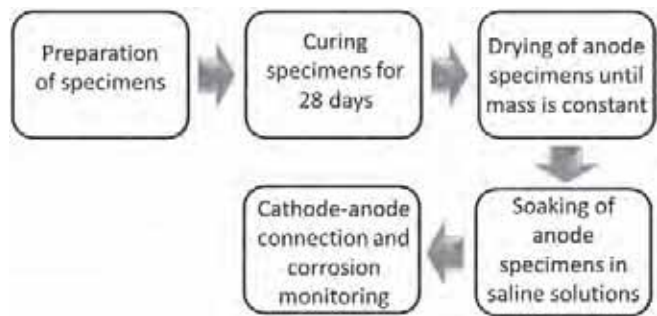 Preparation
of specimens
Curing
specimens for
28 days
Drying of anode
specimens until
mass is constant
Soaking of
anode
specimens in
saline solutions
Cathode-anode
connection and
corrosion
monitoring